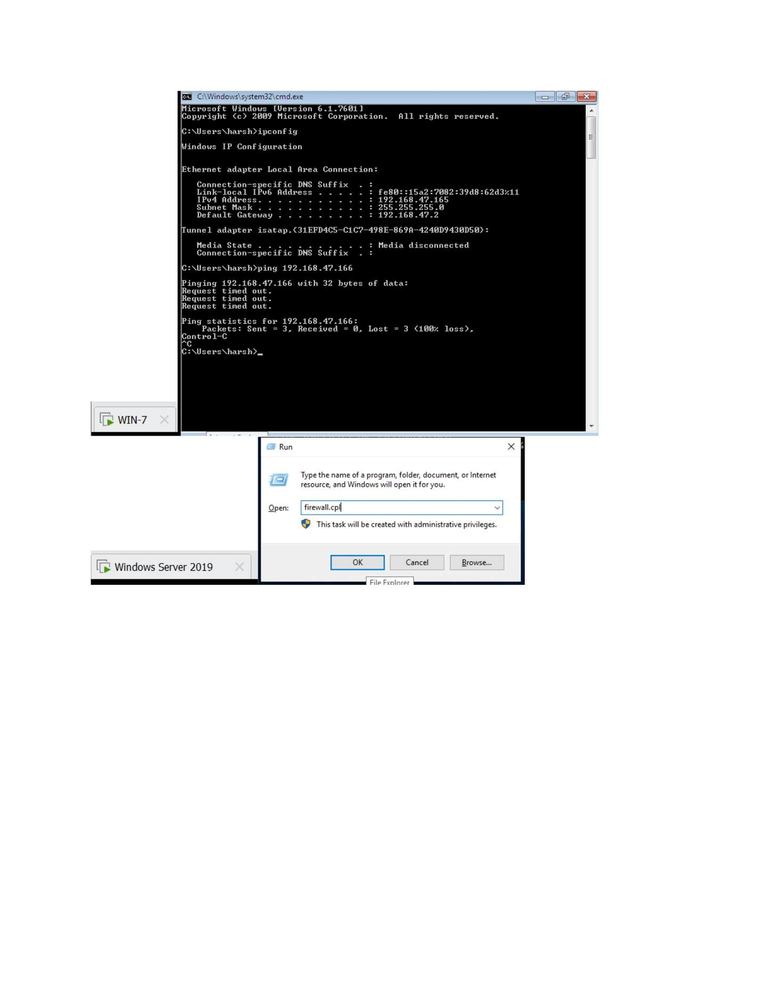 C:\Windows\system32\cmd.exe
Microsoft Windows [Version 6.1.7601]
Copyright (c) 2009 Microsoft Corporation.  All rights reserved.
C:\Users\harsh>ipconfig
Windows IP Configuration
Ethernet adapter Local Area Connection:
   Connection-specific DNS Suffix  . :
   Link-local IPv6 Address . . . . . : fe80::15a2:7082:39d8:62d3%11
   IPv4 Address. . . . . . . . . . . : 192.168.47.165
   Subnet Mask . . . . . . . . . . . : 255.255.255.0
   Default Gateway . . . . . . . . . : 192.168.47.2
Tunnel adapter isatap.{31EFD4C5-C1C7-498E-869A-4240D9430D50}:
   Media State . . . . . . . . . . . : Media disconnected
   Connection-specific DNS Suffix  . :
C:\Users\harsh>ping 192.168.47.166
Pinging 192.168.47.166 with 32 bytes of data:
Request timed out.
Request timed out.
Request timed out.
Ping statistics for 192.168.47.166:
    Packets: Sent = 3, Received = 0, Lost = 3 (100% loss),
Control-C
^C
C:\Users\harsh>_
WIN-7
Run
Type the name of a program, folder, document, or Internet
resource, and Windows will open it for you.
Open: firewall.cpl
This task will be created with administrative privileges.
OK Cancel Browse...
Windows Server 2019
File Explorer